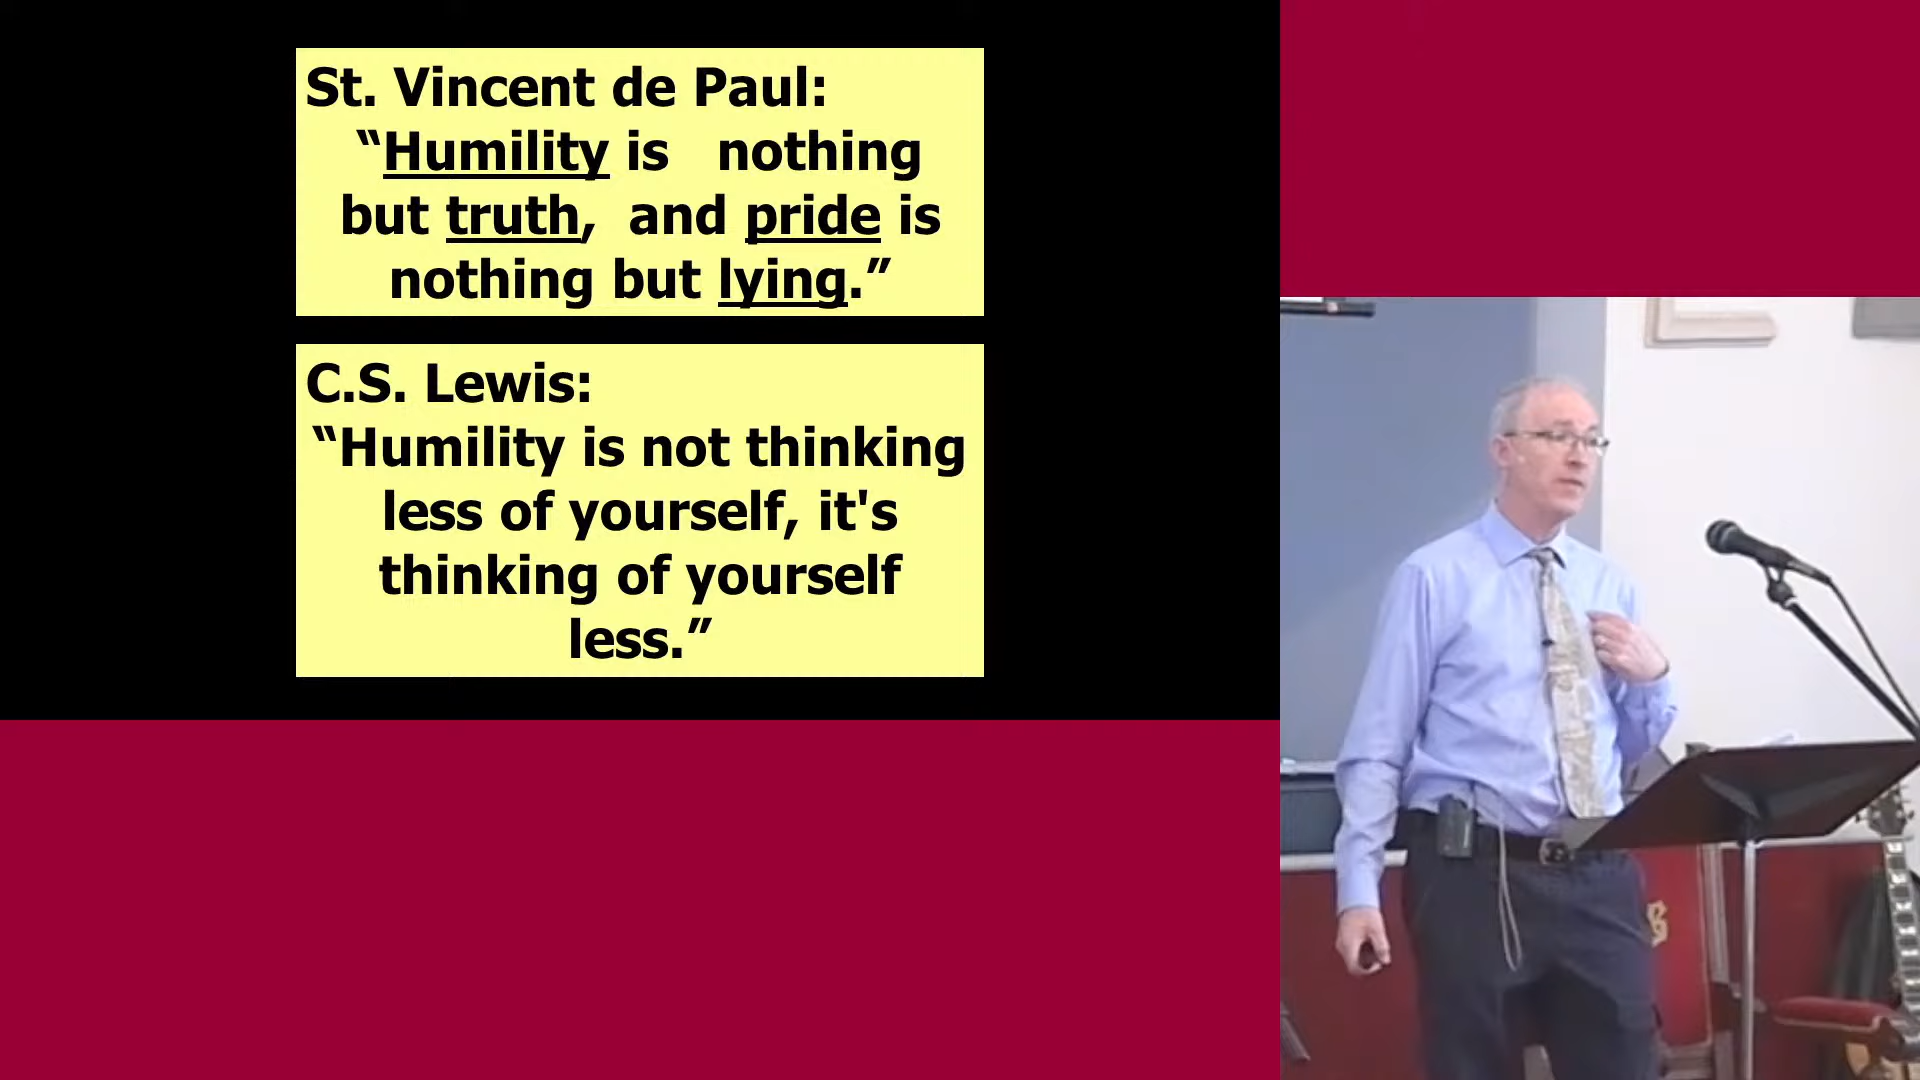 St. Vincent de Paul:
“Humility is nothing
but truth, and pride is
nothing but lying.”
C.S. Lewis:
“Humility is not thinking
less of yourself, it's
thinking of yourself
less.”